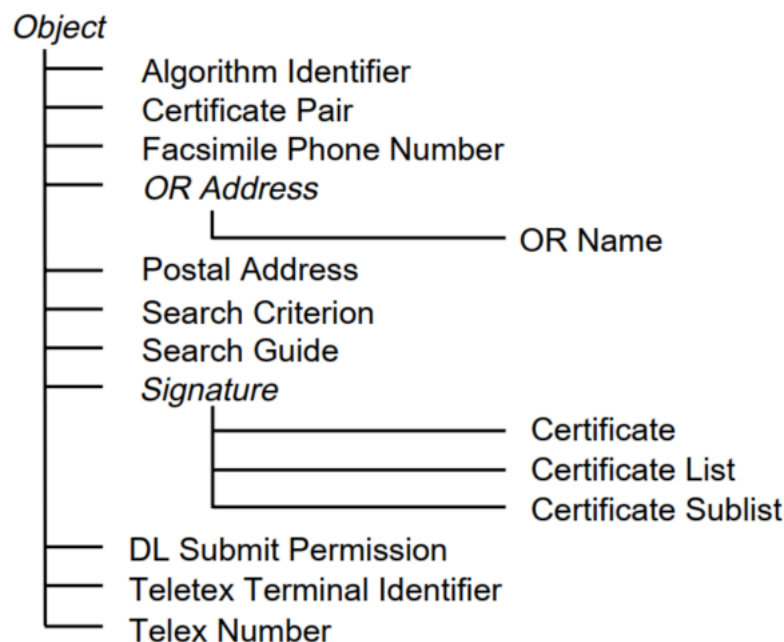 Object
Algorithm Identifier
Certificate Pair
Facsimile Phone Number
OR Address
OR Name
Postal Address
Search Criterion
Search Guide
Signature
Certificate
Certificate List
Certificate Sublist
DL Submit Permission
Teletex Terminal Identifier
Telex Number